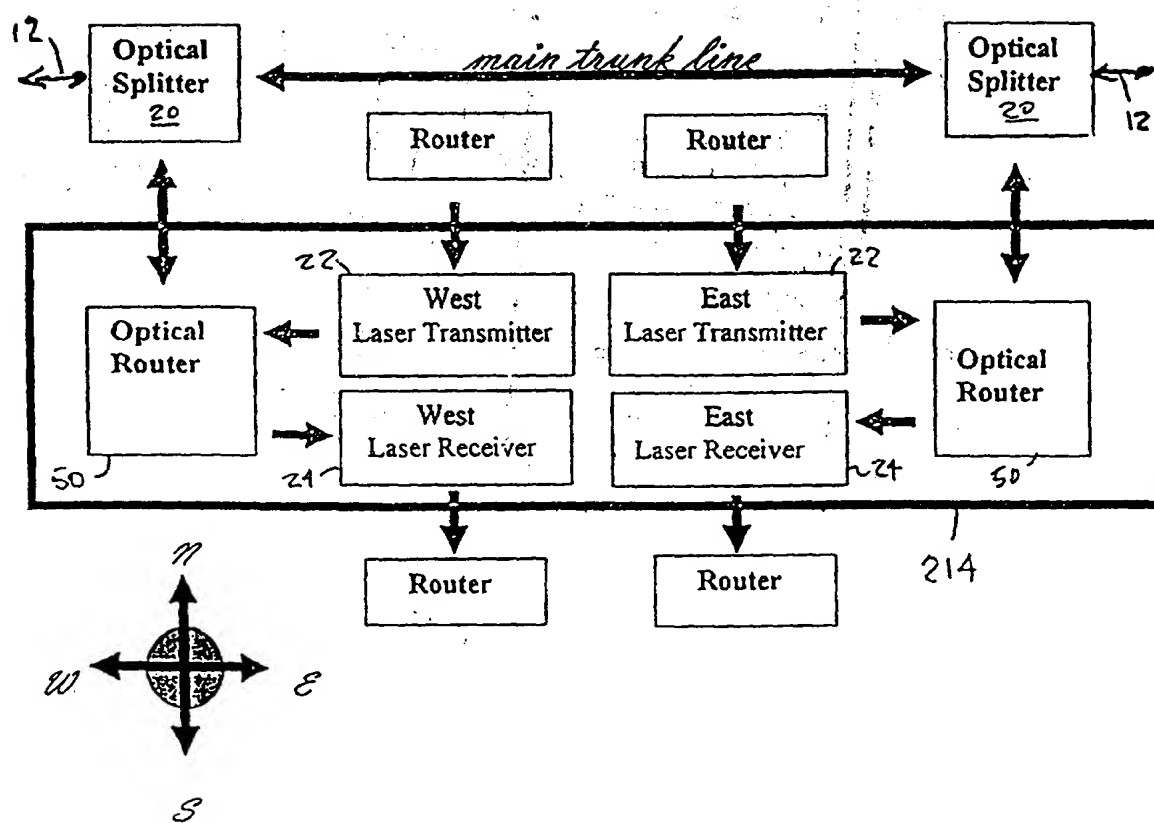 12
Optical
Splitter
20
main trunk line
Optical
Splitter
20
12
Router
Router
22
West
Laser Transmitter
22
East
Laser Transmitter
Optical
Router
50
Optical
Router
50
West
Laser Receiver
24
East
Laser Receiver
24
Router
Router
214
N
W
E
S